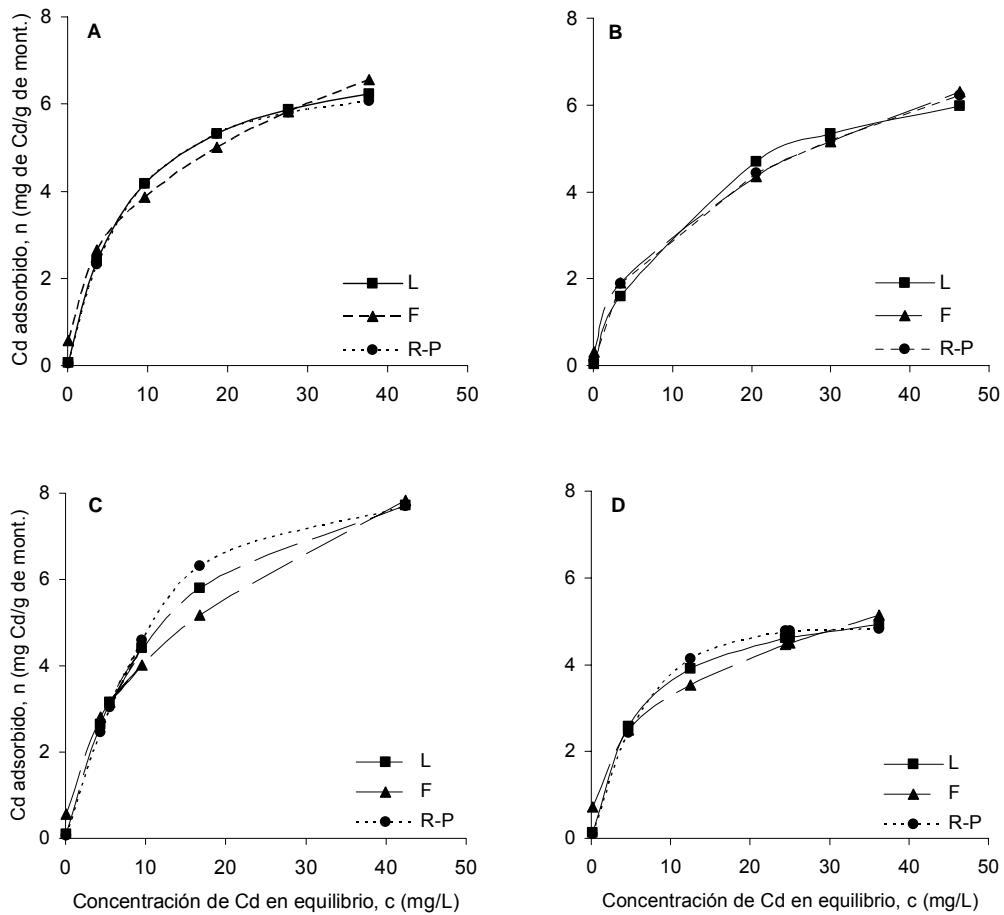 A
Cd adsorbido, n (mg de Cd/g de mont.)
8
6
4
2
0
0 10 20 30 40 50
L
F
R-P
B
8
6
4
2
0
0 10 20 30 40 50
L
F
R-P
C
Cd adsorbido, n (mg Cd/g de mont.)
8
6
4
2
0
0 10 20 30 40 50
L
F
R-P
Concentración de Cd en equilibrio, c (mg/L)
D
8
6
4
2
0
0 10 20 30 40 50
L
F
R-P
Concentración de Cd en equilibrio, c (mg/L)